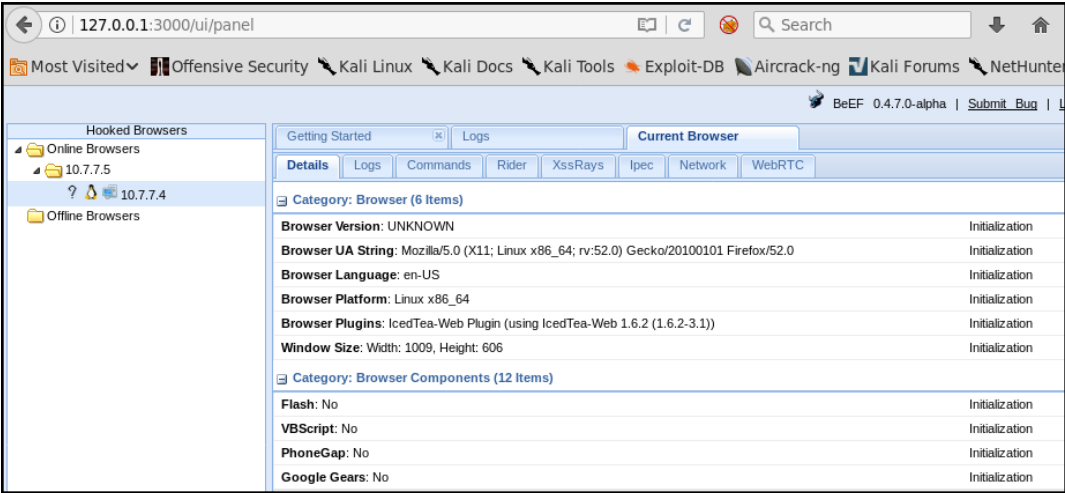 127.0.0.1:3000/ui/panel
Search
Most Visited
Offensive Security
Kali Linux
Kali Docs
Kali Tools
Exploit-DB
Aircrack-ng
Kali Forums
NetHunter
BeEF 0.4.7.0-alpha | Submit Bug | L
Hooked Browsers
Online Browsers
10.7.7.5
? 10.7.7.4
Offline Browsers
Getting Started
Logs
Current Browser
Details
Logs
Commands
Rider
XssRays
Ipec
Network
WebRTC
Category: Browser (6 Items)
Browser Version: UNKNOWN Initialization
Browser UA String: Mozilla/5.0 (X11; Linux x86_64; rv:52.0) Gecko/20100101 Firefox/52.0 Initialization
Browser Language: en-US Initialization
Browser Platform: Linux x86_64 Initialization
Browser Plugins: IcedTea-Web Plugin (using IcedTea-Web 1.6.2 (1.6.2-3.1)) Initialization
Window Size: Width: 1009, Height: 606 Initialization
Category: Browser Components (12 Items)
Flash: No Initialization
VBScript: No Initialization
PhoneGap: No Initialization
Google Gears: No Initialization